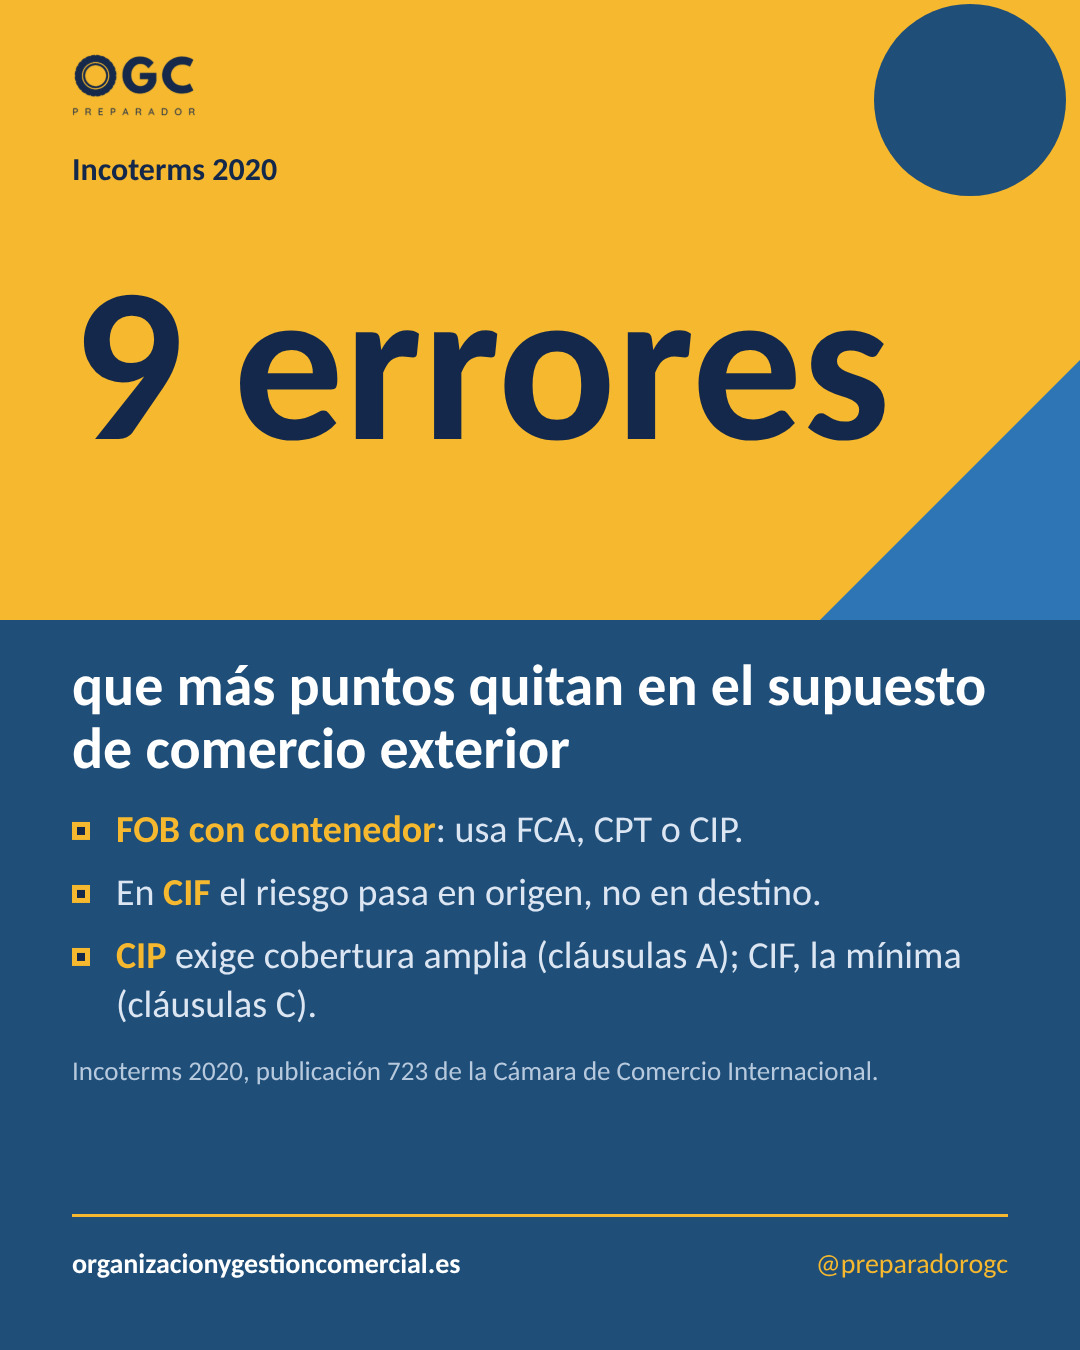 OGC
PREPARADOR
Incoterms 2020
9 errores
que más puntos quitan en el supuesto
de comercio exterior
FOB con contenedor: usa FCA, CPT o CIP.
En CIF el riesgo pasa en origen, no en destino.
CIP exige cobertura amplia (cláusulas A); CIF, la mínima
(cláusulas C).
Incoterms 2020, publicación 723 de la Cámara de Comercio Internacional.
organizacionygestioncomercial.es
@preparadorogc